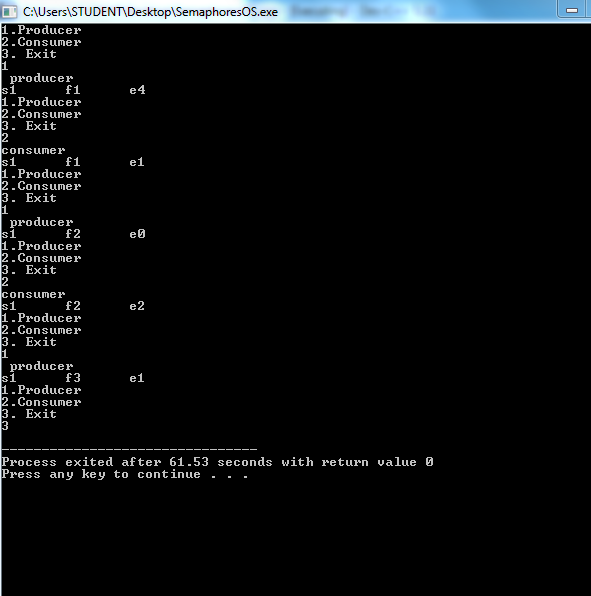 C:\Users\STUDENT\Desktop\SemaphoresOS.exe
1.Producer
2.Consumer
3. Exit
1
producer
s1 f1 e4
1.Producer
2.Consumer
3. Exit
2
consumer
s1 f1 e1
1.Producer
2.Consumer
3. Exit
1
producer
s1 f2 e0
1.Producer
2.Consumer
3. Exit
2
consumer
s1 f2 e2
1.Producer
2.Consumer
3. Exit
1
producer
s1 f3 e1
1.Producer
2.Consumer
3. Exit
3
--------------------------------
Process exited after 61.53 seconds with return value 0
Press any key to continue . . .